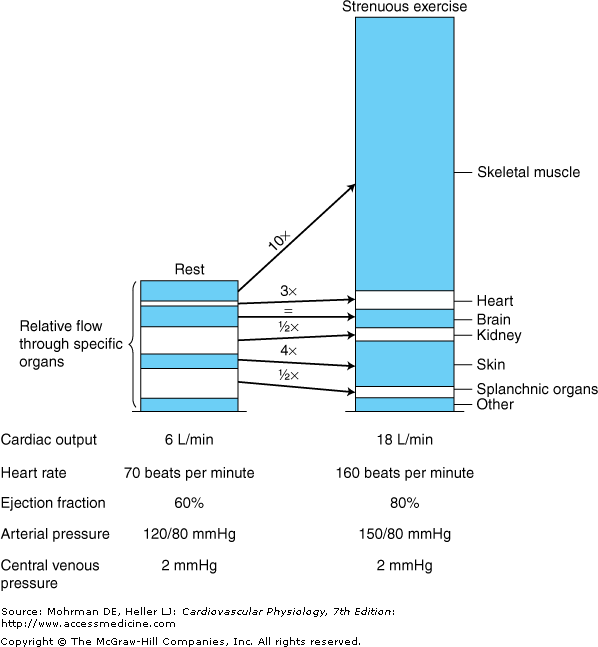 Strenuous exercise
Skeletal muscle
10×
Rest
3×
Heart
=
Brain
Relative flow
through specific
organs
½×
Kidney
4×
Skin
½×
Splanchnic organs
Other
Cardiac output 6 L/min 18 L/min
Heart rate 70 beats per minute 160 beats per minute
Ejection fraction 60% 80%
Arterial pressure 120/80 mmHg 150/80 mmHg
Central venous 2 mmHg 2 mmHg
pressure
Source: Mohrman DE, Heller LJ: Cardiovascular Physiology, 7th Edition:
http://www.accessmedicine.com
Copyright © The McGraw-Hill Companies, Inc. All rights reserved.